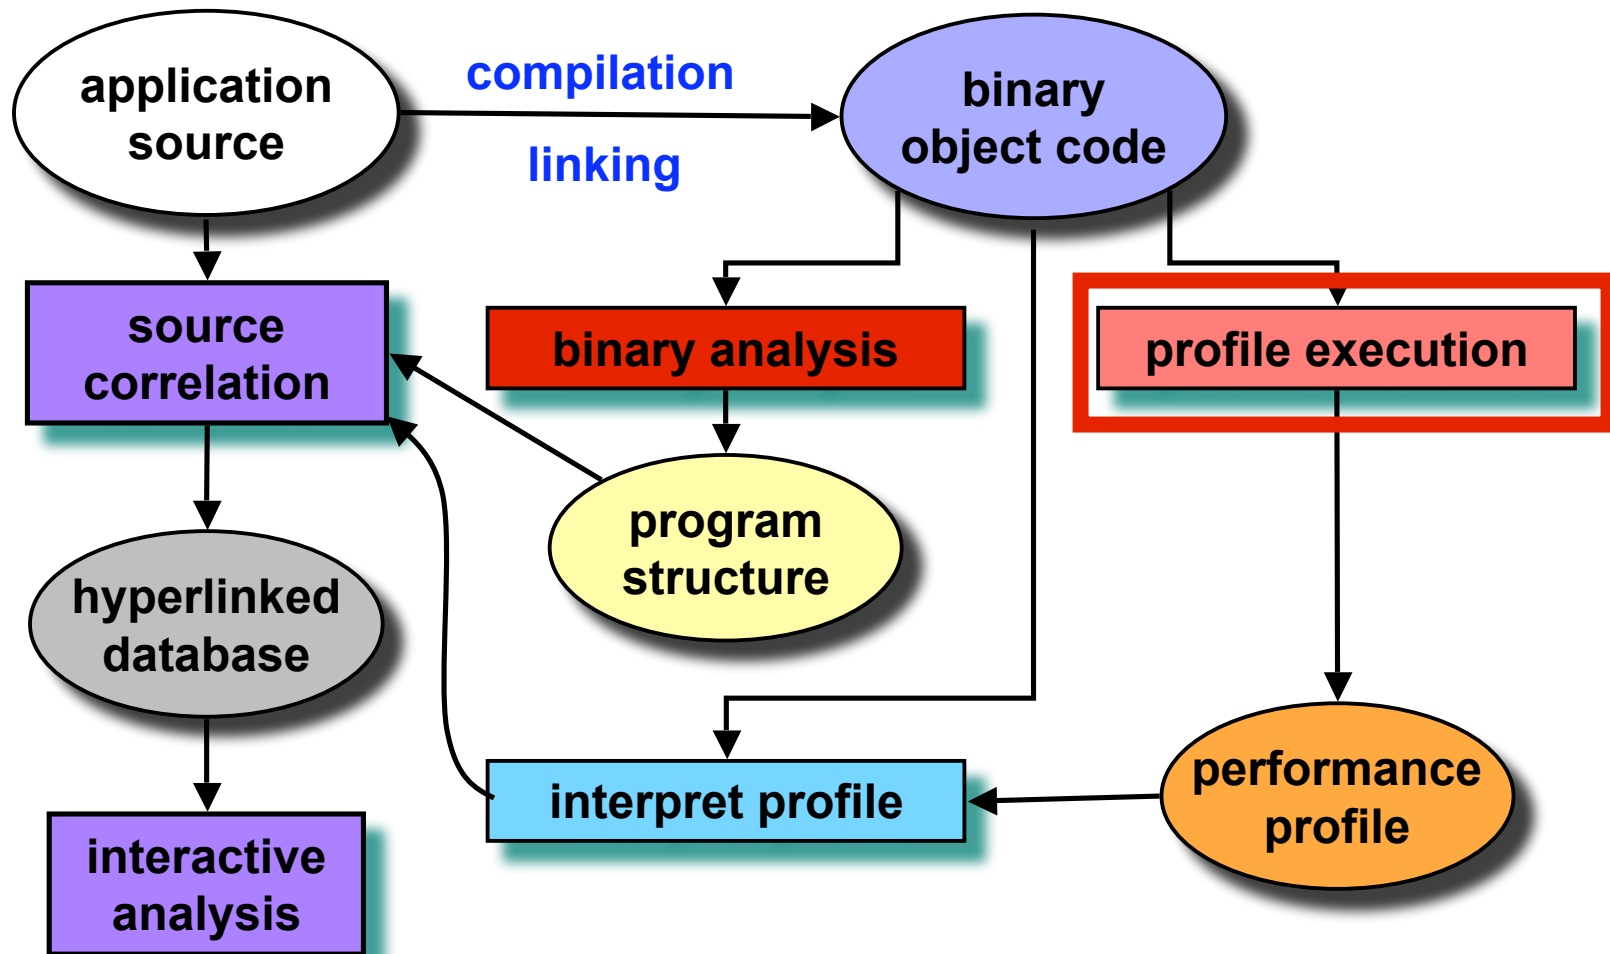 application
source
compilation
linking
binary
object code
source
correlation
binary analysis
profile execution
program
structure
hyperlinked
database
interpret profile
performance
profile
interactive
analysis